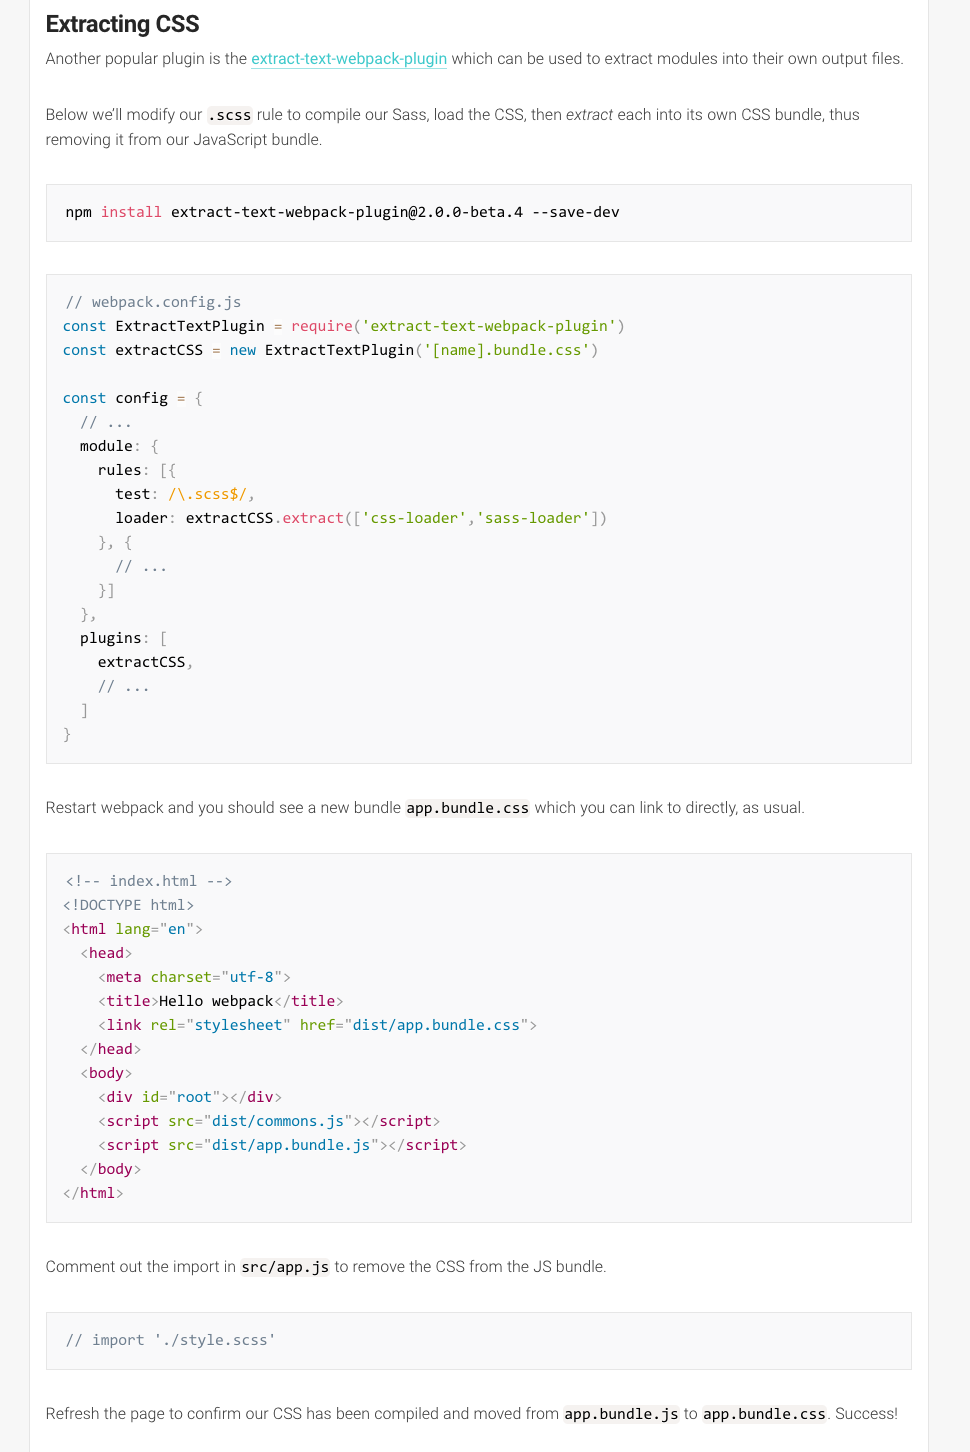 Extracting CSS
Another popular plugin is the extract-text-webpack-plugin which can be used to extract modules into their own output files.
Below we’ll modify our .scss rule to compile our Sass, load the CSS, then extract each into its own CSS bundle, thus
removing it from our JavaScript bundle.
npm install extract-text-webpack-plugin@2.0.0-beta.4 --save-dev
// webpack.config.js
const ExtractTextPlugin = require('extract-text-webpack-plugin')
const extractCSS = new ExtractTextPlugin('[name].bundle.css')
const config = {
  // ...
  module: {
    rules: [{
      test: /\.scss$/,
      loader: extractCSS.extract(['css-loader','sass-loader'])
    }, {
      // ...
    }]
  },
  plugins: [
    extractCSS,
    // ...
  ]
}
Restart webpack and you should see a new bundle app.bundle.css which you can link to directly, as usual.
<!-- index.html -->
<!DOCTYPE html>
<html lang="en">
  <head>
    <meta charset="utf-8">
    <title>Hello webpack</title>
    <link rel="stylesheet" href="dist/app.bundle.css">
  </head>
  <body>
    <div id="root"></div>
    <script src="dist/commons.js"></script>
    <script src="dist/app.bundle.js"></script>
  </body>
</html>
Comment out the import in src/app.js to remove the CSS from the JS bundle.
// import './style.scss'
Refresh the page to confirm our CSS has been compiled and moved from app.bundle.js to app.bundle.css. Success!